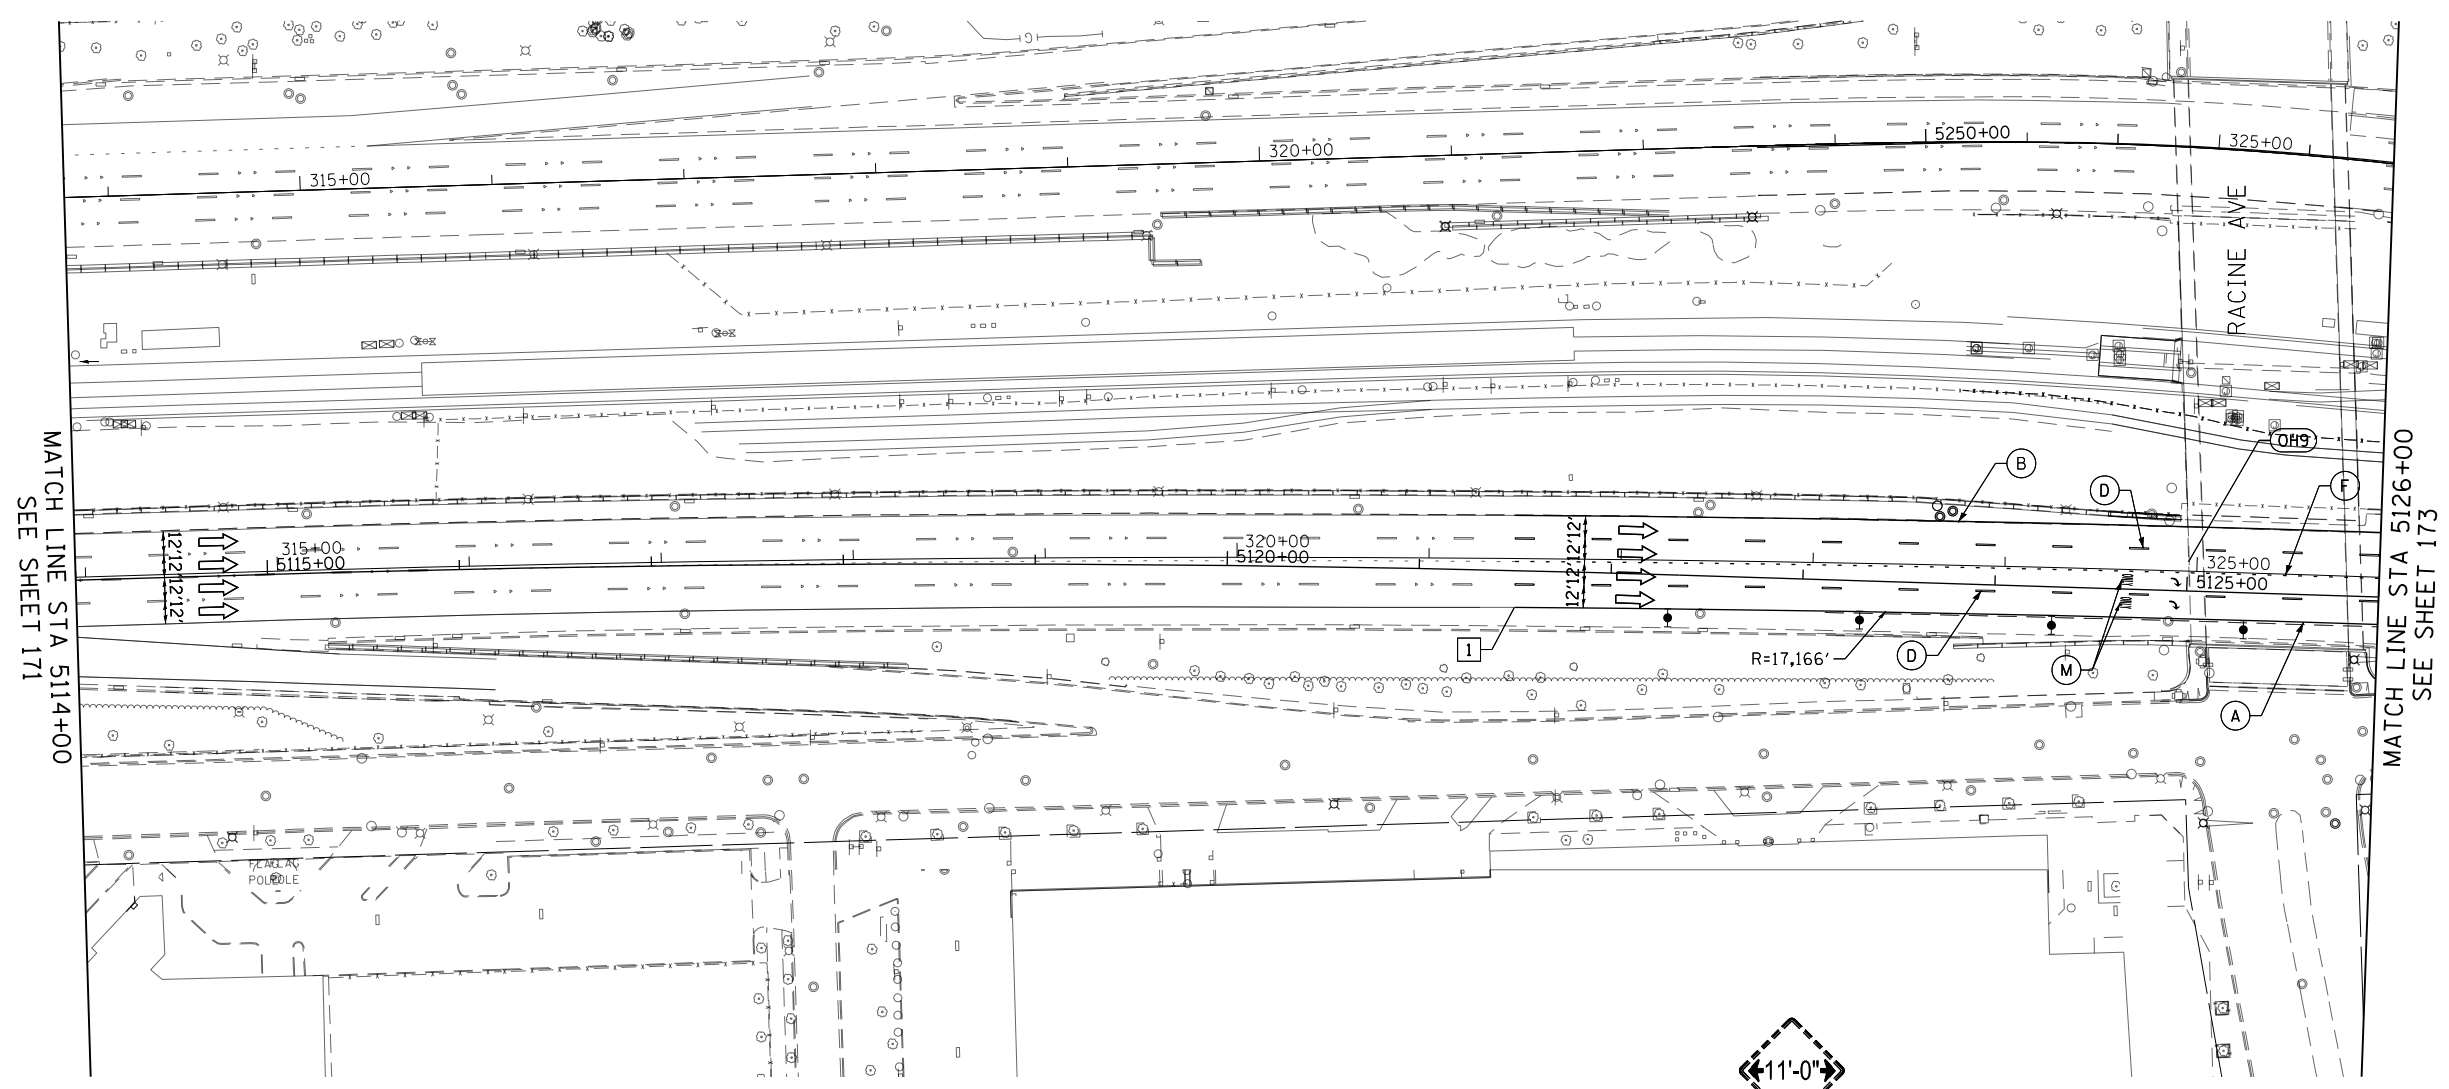 5250+00
325+00
320+00
315+00
RACINE AVE
OH9
B
D
F
MATCH LINE STA 5114+00
SEE SHEET 171
MATCH LINE STA 5126+00
SEE SHEET 173
12'12'12'12'
12'12'12'12'
315+00
5115+00
320+00
5120+00
325+00
5125+00
1
R=17,166'
D
M
A
11'-0"